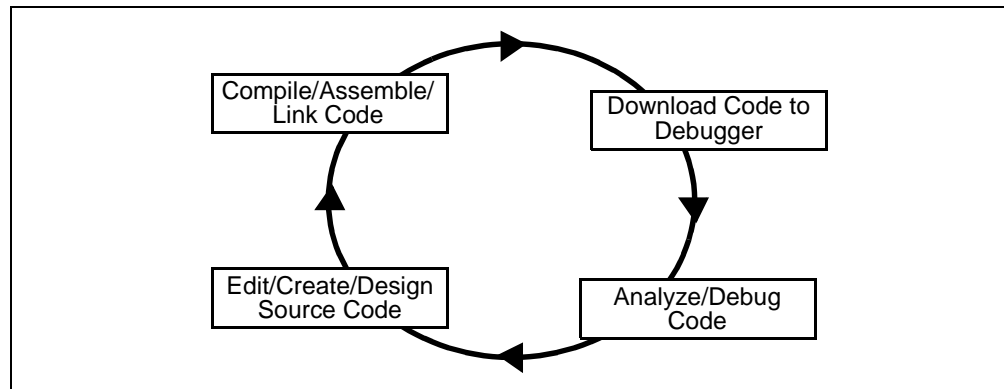 Compile/Assemble/
Link Code
Download Code to
Debugger
Edit/Create/Design
Source Code
Analyze/Debug
Code